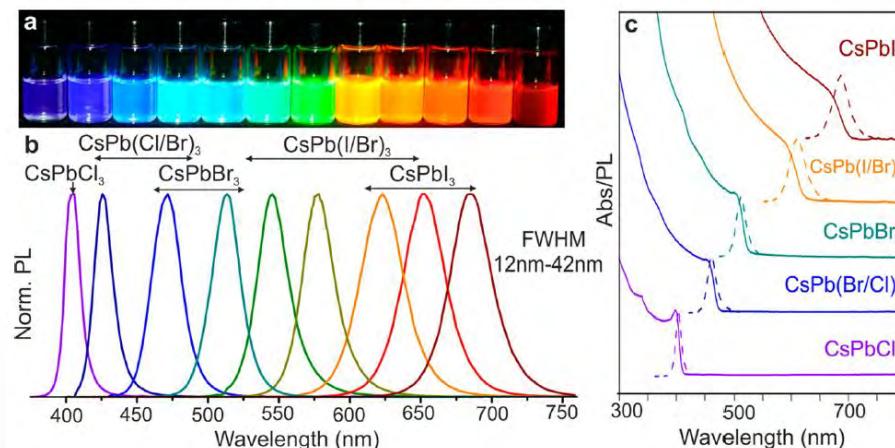 a
b
CsPb(Cl/Br)₃
CsPb(I/Br)₃
CsPbCl₃
CsPbBr₃
CsPbI₃
FWHM
12nm-42nm
Norm. PL
400 450 500 550 600 650 700 750
Wavelength (nm)
c
CsPbI
CsPb(I/Br)
CsPbBr
CsPb(Br/Cl)
CsPbCl
Abs/PL
300 500 700
Wavelength (nm)